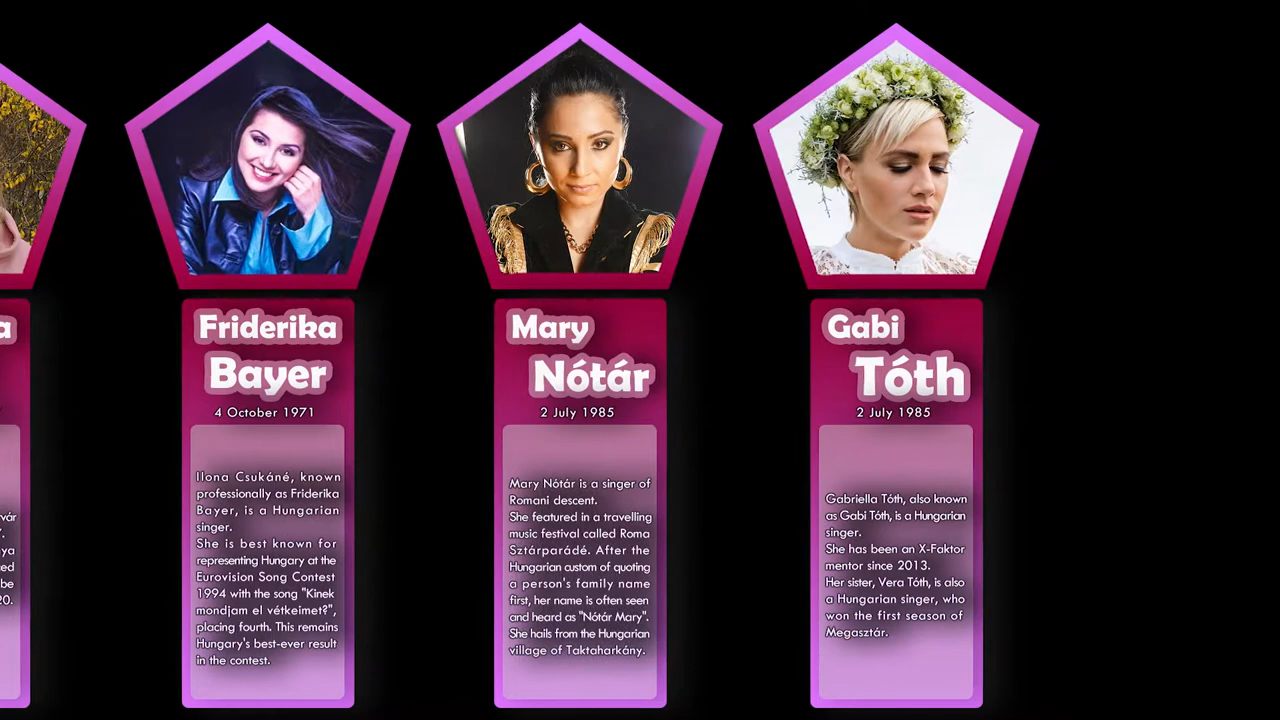 a
vár
7.
nya
ced
be
20.
Friderika
Bayer
4 October 1971
Ilona Csukáné, known
professionally as Friderika
Bayer, is a Hungarian
singer.
She is best known for
representing Hungary at the
Eurovision Song Contest
1994 with the song "Kinek
mondjam el vétkeimet?",
placing fourth. This remains
Hungary's best-ever result
in the contest.
Mary
Nótár
2 July 1985
Mary Nótár is a singer of
Romani descent.
She featured in a travelling
music festival called Roma
Sztárparádé. After the
Hungarian custom of quoting
a person's family name
first, her name is often seen
and heard as "Nótár Mary".
She hails from the Hungarian
village of Taktaharkány.
Gabi
Tóth
2 July 1985
Gabriella Tóth, also known
as Gabi Tóth, is a Hungarian
singer.
She has been an X-Faktor
mentor since 2013.
Her sister, Vera Tóth, is also
a Hungarian singer, who
won the first season of
Megasztár.